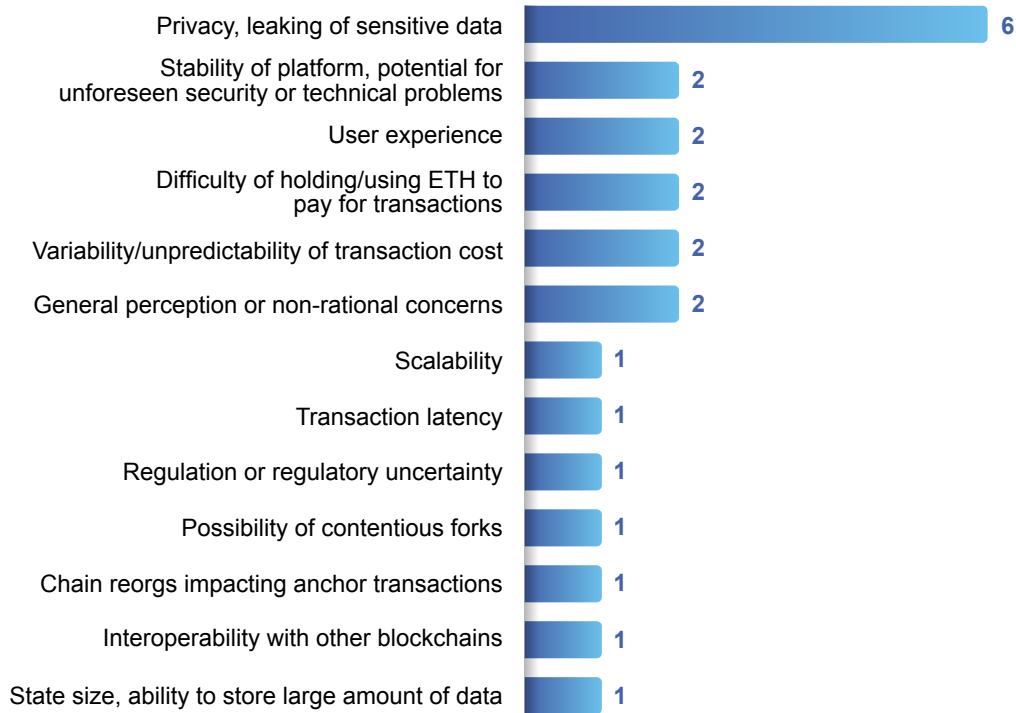 Privacy, leaking of sensitive data 6
Stability of platform, potential for
unforeseen security or technical problems 2
User experience 2
Difficulty of holding/using ETH to
pay for transactions 2
Variability/unpredictability of transaction cost 2
General perception or non-rational concerns 2
Scalability 1
Transaction latency 1
Regulation or regulatory uncertainty 1
Possibility of contentious forks 1
Chain reorgs impacting anchor transactions 1
Interoperability with other blockchains 1
State size, ability to store large amount of data 1